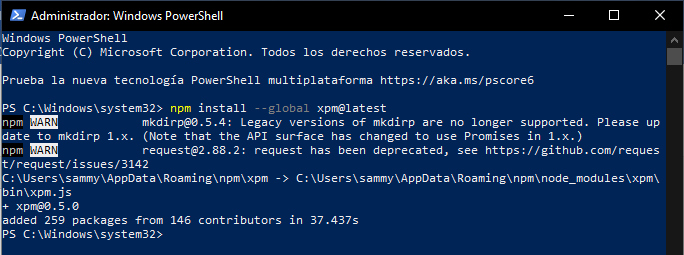 Administrador: Windows PowerShell
Windows PowerShell
Copyright (C) Microsoft Corporation. Todos los derechos reservados.
Prueba la nueva tecnología PowerShell multiplataforma https://aka.ms/pscore6
PS C:\Windows\system32> npm install --global xpm@latest
npm WARN mkdirp@0.5.4: Legacy versions of mkdirp are no longer supported. Please up
date to mkdirp 1.x. (Note that the API surface has changed to use Promises in 1.x.)
npm WARN request@2.88.2: request has been deprecated, see https://github.com/reques
t/request/issues/3142
C:\Users\sammy\AppData\Roaming\npm\xpm -> C:\Users\sammy\AppData\Roaming\npm\node_modules\xpm\
bin\xpm.js
+ xpm@0.5.0
added 259 packages from 146 contributors in 37.437s
PS C:\Windows\system32>